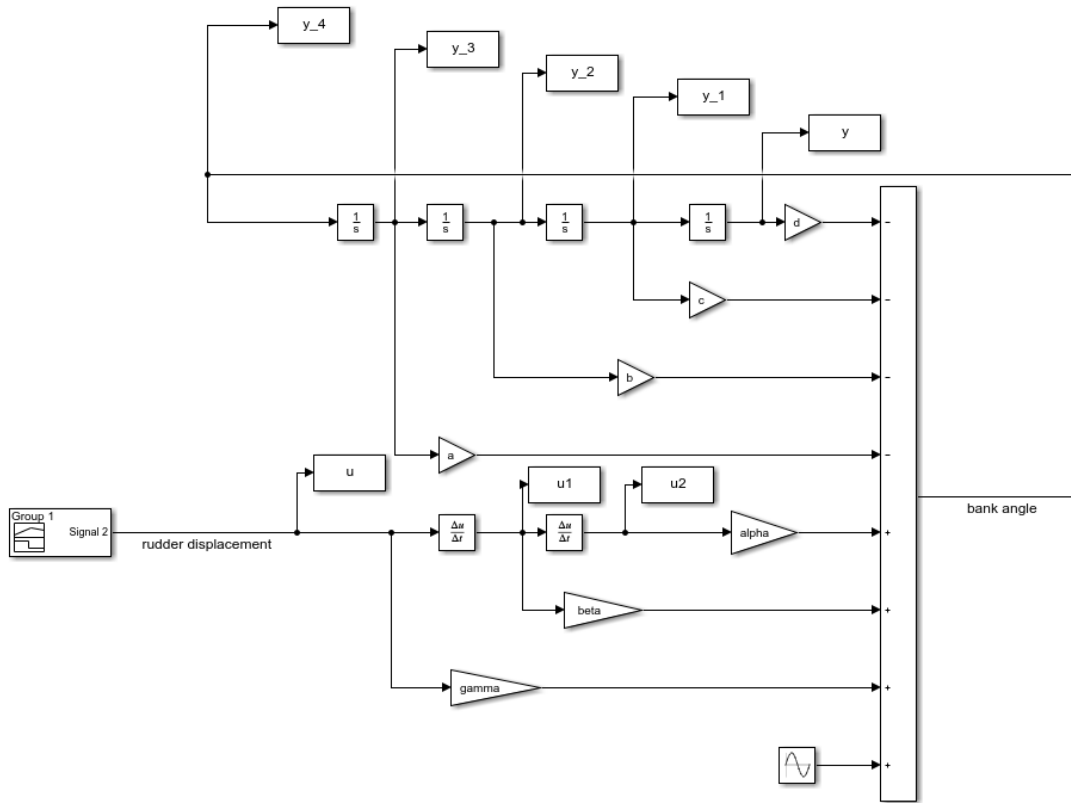 y_4
y_3
y_2
y_1
y
1
s
1
s
1
s
1
s
d
−
c
−
b
−
a
−
u
u1
u2
Group 1
Signal 2
rudder displacement
Δu
Δt
Δu
Δt
alpha
+
bank angle
beta
+
gamma
+
+